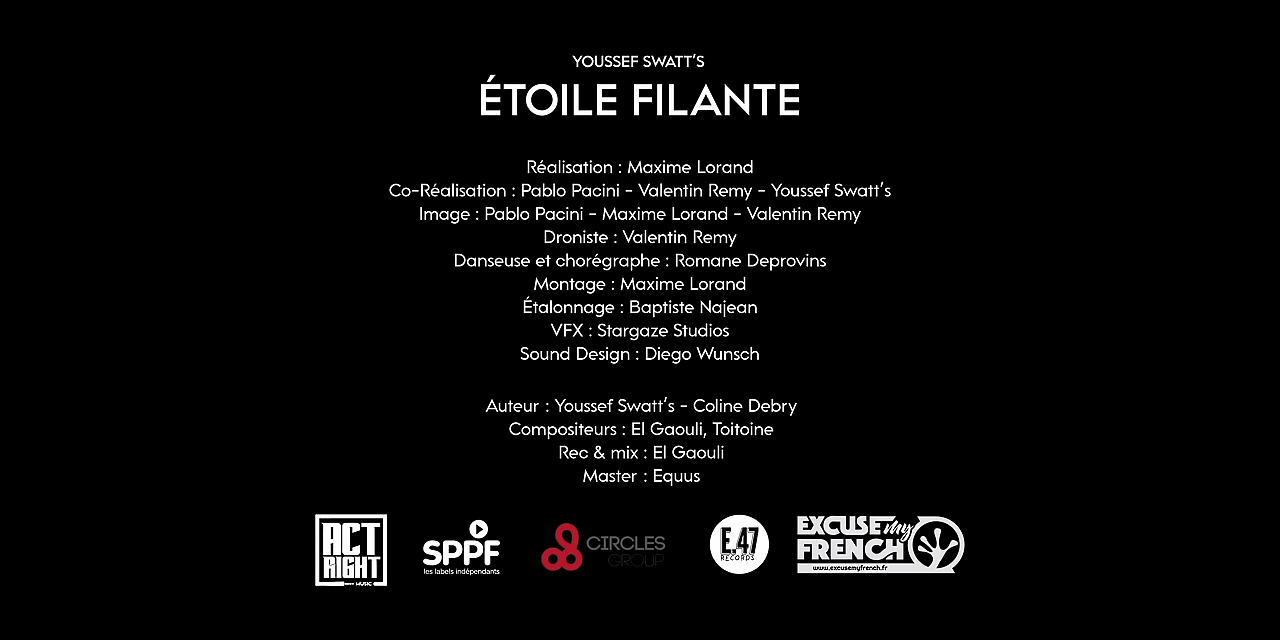 YOUSSEF SWATT'S
ÉTOILE FILANTE
Réalisation : Maxime Lorand
Co-Réalisation : Pablo Pacini - Valentin Remy - Youssef Swatt's
Image : Pablo Pacini - Maxime Lorand - Valentin Remy
Droniste : Valentin Remy
Danseuse et chorégraphe : Romane Deprovins
Montage : Maxime Lorand
Étalonnage : Baptiste Najean
VFX : Stargaze Studios
Sound Design : Diego Wunsch
Auteur : Youssef Swatt's - Coline Debry
Compositeurs : El Gaouli, Toitoine
Rec & mix : El Gaouli
Master : Equus
ACT
RIGHT
MUSIC
SPPF
les labels indépendants
CIRCLES
GROUP
E.47
RECORDS
EXCUSE my
FRENCH
www.excusemyfrench.fr